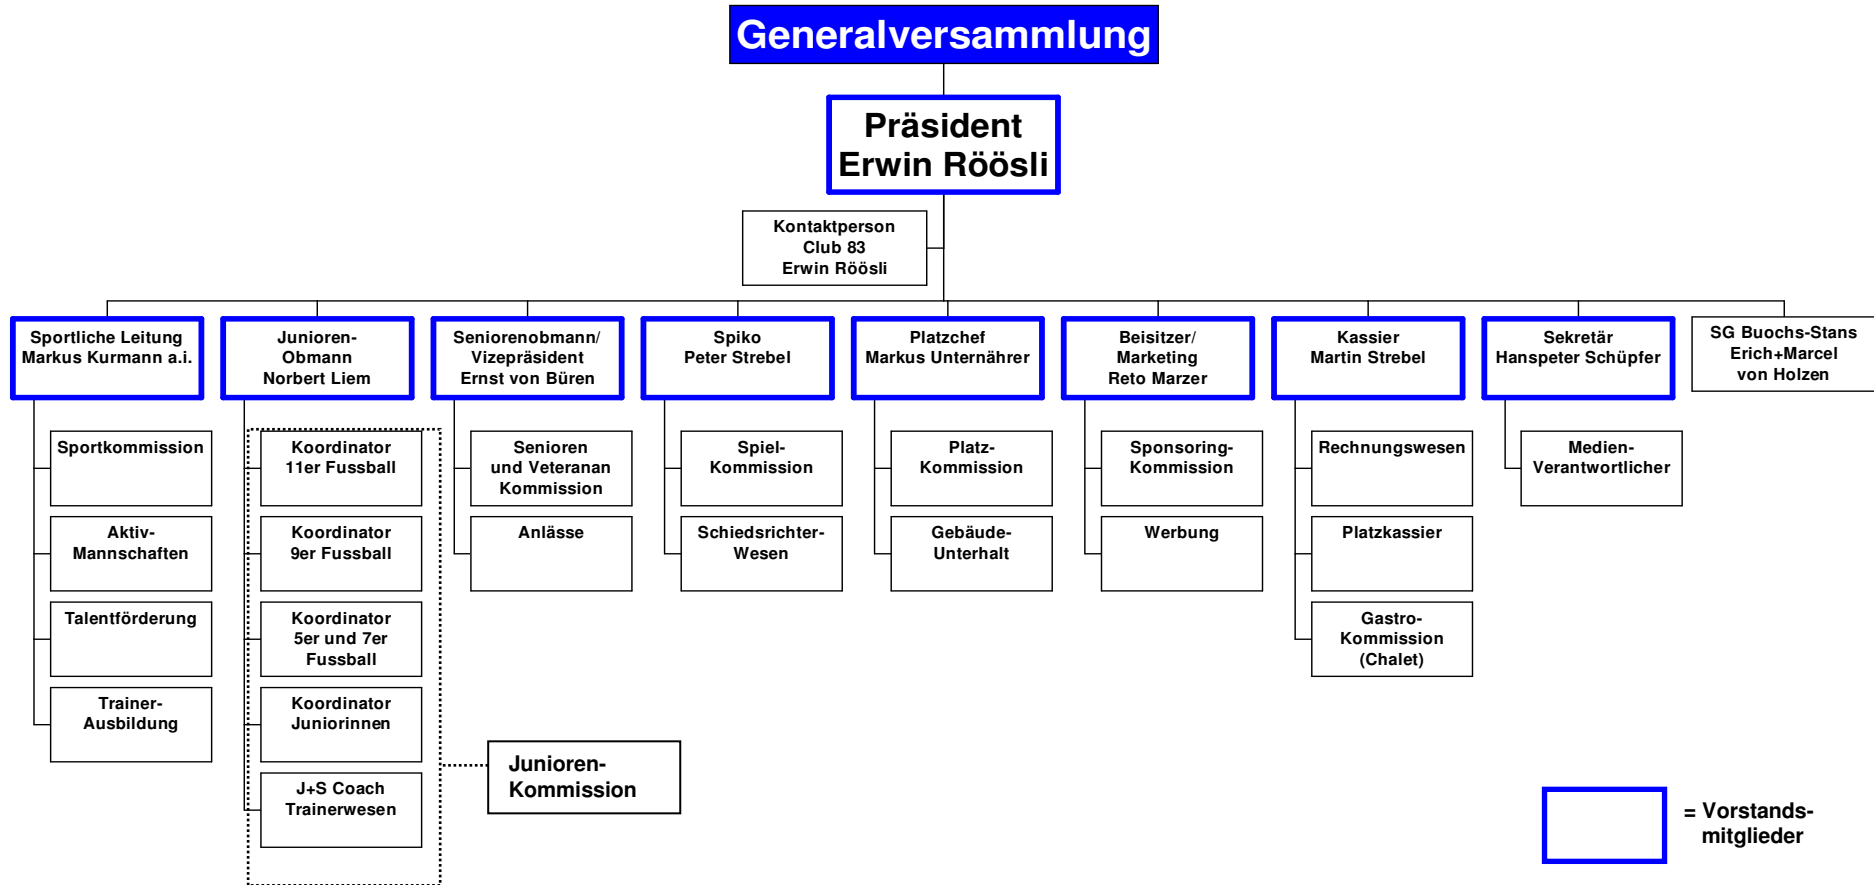 Generalversammlung
Präsident
Erwin Röösli
Kontaktperson
Club 83
Erwin Röösli
Sportliche Leitung
Markus Kurmann a.i.
Junioren-
Obmann
Norbert Liem
Seniorenobmann/
Vizepräsident
Ernst von Büren
Spiko
Peter Strebel
Platzchef
Markus Unternährer
Beisitzer/
Marketing
Reto Marzer
Kassier
Martin Strebel
Sekretär
Hanspeter Schüpfer
SG Buochs-Stans
Erich+Marcel
von Holzen
Sportkommission
Aktiv-
Mannschaften
Talentförderung
Trainer-
Ausbildung
Koordinator
11er Fussball
Koordinator
9er Fussball
Koordinator
5er und 7er
Fussball
Koordinator
Juniorinnen
J+S Coach
Trainerwesen
Junioren-
Kommission
Senioren
und Veteranan
Kommission
Anlässe
Spiel-
Kommission
Schiedsrichter-
Wesen
Platz-
Kommission
Gebäude-
Unterhalt
Sponsoring-
Kommission
Werbung
Rechnungswesen
Platzkassier
Gastro-
Kommission
(Chalet)
Medien-
Verantwortlicher
= Vorstands-
mitglieder